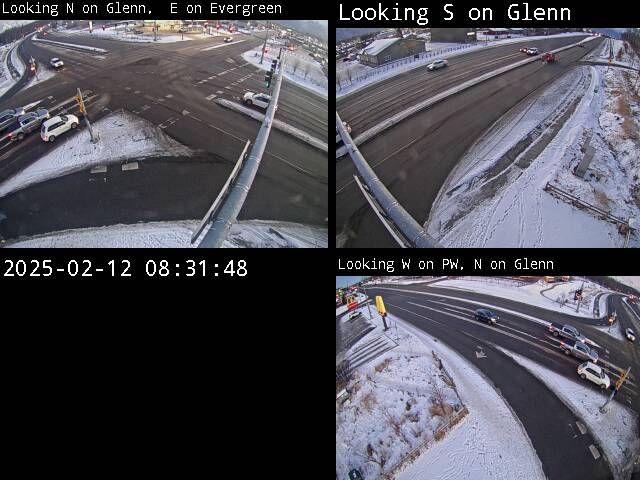 Looking N on Glenn,  E on Evergreen
Looking S on Glenn
2025-02-12 08:31:48
Looking W on PW, N on Glenn